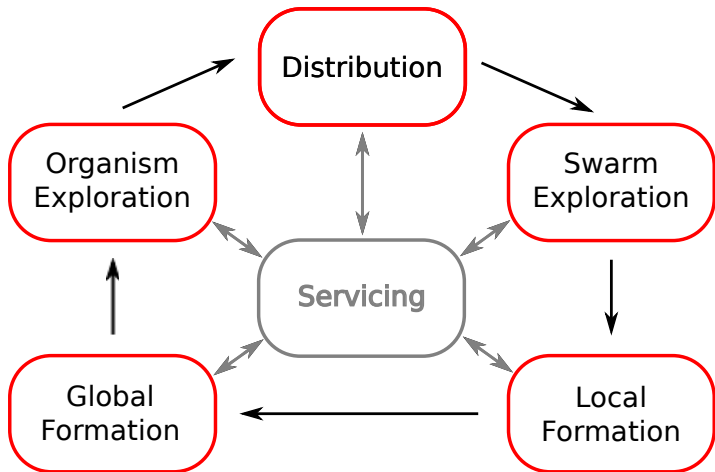 Distribution
Organism
Exploration
Swarm
Exploration
Servicing
Global
Formation
Local
Formation